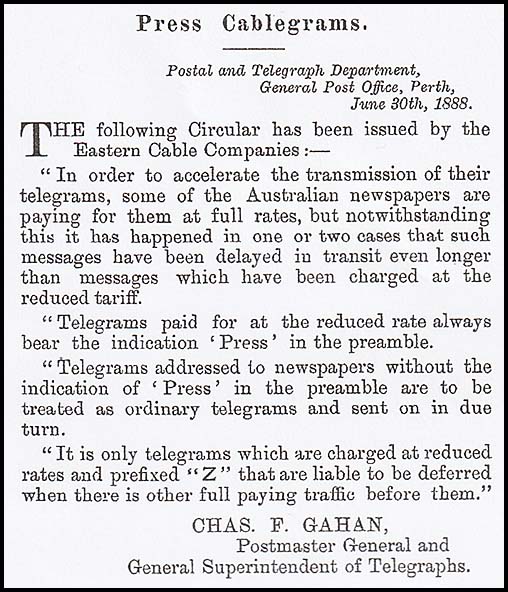 Press Cablegrams.
Postal and Telegraph Department,
General Post Office, Perth,
June 30th, 1888.
THE following Circular has been issued by the
Eastern Cable Companies :—
“ In order to accelerate the transmission of their
telegrams, some of the Australian newspapers are
paying for them at full rates, but notwithstanding
this it has happened in one or two cases that such
messages have been delayed in transit even longer
than messages which have been charged at the
reduced tariff.
“ Telegrams paid for at the reduced rate always
bear the indication ‘ Press ’ in the preamble.
“ Telegrams addressed to newspapers without the
indication of ‘ Press ’ in the preamble are to be
treated as ordinary telegrams and sent on in due
turn.
“ It is only telegrams which are charged at reduced
rates and prefixed “ Z ” that are liable to be deferred
when there is other full paying traffic before them.”
CHAS. F. GAHAN,
Postmaster General and
General Superintendent of Telegraphs.